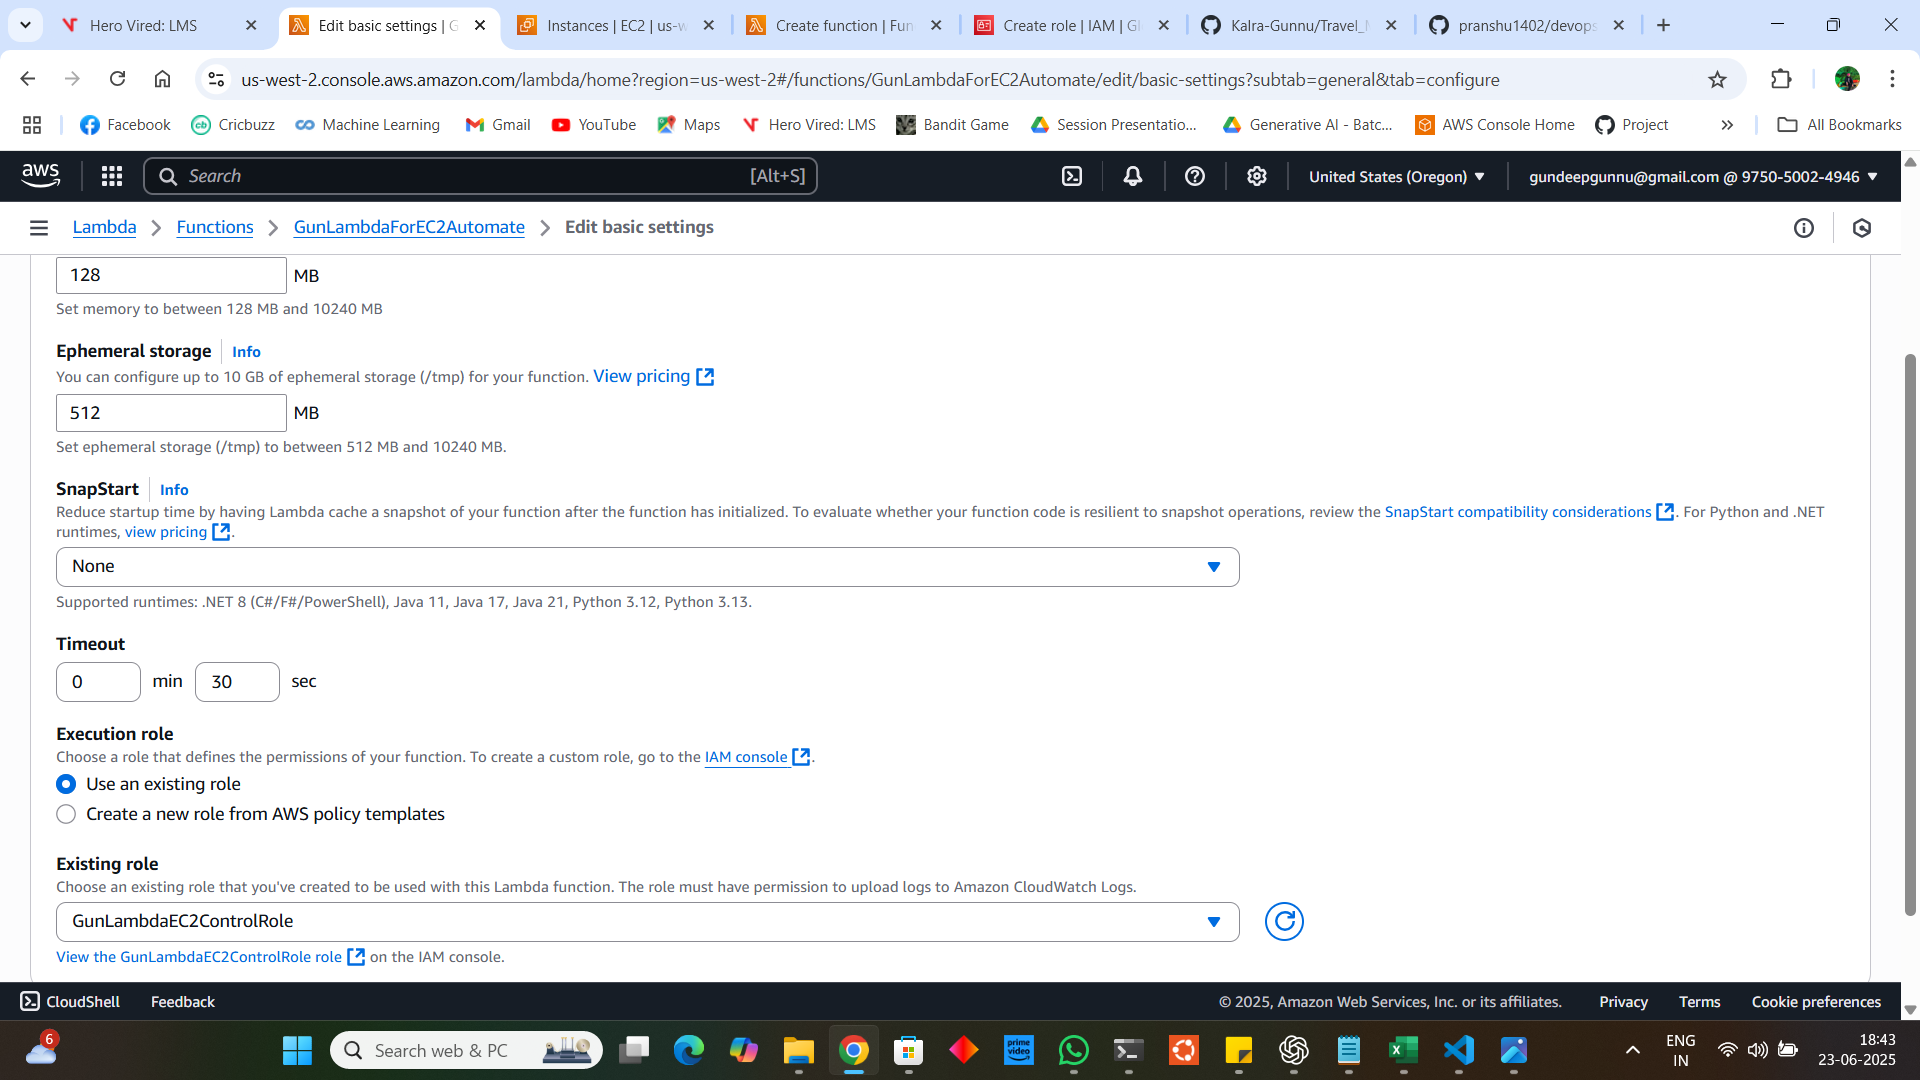 Hero Vired: LMS
Edit basic settings | G
Instances | EC2 | us-w
Create function | Fun
Create role | IAM | Gl
Kalra-Gunnu/Travel_M
pranshu1402/devops
us-west-2.console.aws.amazon.com/lambda/home?region=us-west-2#/functions/GunLambdaForEC2Automate/edit/basic-settings?subtab=general&tab=configure
Facebook
Cricbuzz
Machine Learning
Gmail
YouTube
Maps
Hero Vired: LMS
Bandit Game
Session Presentatio...
Generative AI - Batc...
AWS Console Home
Project
All Bookmarks
aws
Search
[Alt+S]
United States (Oregon)
gundeepgunnu@gmail.com @ 9750-5002-4946
Lambda
Functions
GunLambdaForEC2Automate
Edit basic settings
128 MB
Set memory to between 128 MB and 10240 MB
Ephemeral storage Info
You can configure up to 10 GB of ephemeral storage (/tmp) for your function. View pricing
512 MB
Set ephemeral storage (/tmp) to between 512 MB and 10240 MB.
SnapStart Info
Reduce startup time by having Lambda cache a snapshot of your function after the function has initialized. To evaluate whether your function code is resilient to snapshot operations, review the SnapStart compatibility considerations. For Python and .NET
runtimes, view pricing.
None
Supported runtimes: .NET 8 (C#/F#/PowerShell), Java 11, Java 17, Java 21, Python 3.12, Python 3.13.
Timeout
0 min 30 sec
Execution role
Choose a role that defines the permissions of your function. To create a custom role, go to the IAM console.
Use an existing role
Create a new role from AWS policy templates
Existing role
Choose an existing role that you've created to be used with this Lambda function. The role must have permission to upload logs to Amazon CloudWatch Logs.
GunLambdaEC2ControlRole
View the GunLambdaEC2ControlRole role on the IAM console.
CloudShell
Feedback
© 2025, Amazon Web Services, Inc. or its affiliates.
Privacy
Terms
Cookie preferences
6
Search web & PC
prime video
ENG
IN
18:43
23-06-2025